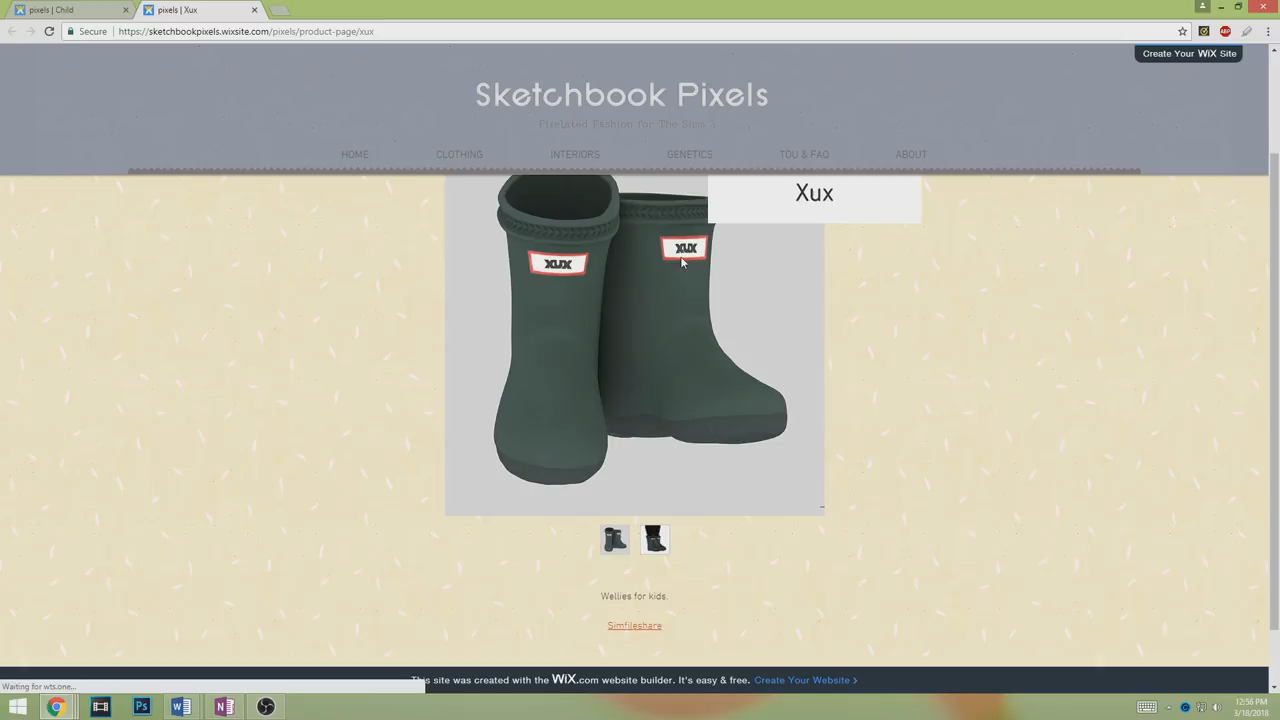 pixels | Child
pixels | Xux
Secure
https://sketchbookpixels.wixsite.com/pixels/product-page/xux
Create Your WiX Site
Sketchbook Pixels
Pixelated Fashion for The Sims
HOME
CLOTHING
INTERIORS
GENETICS
TOU & FAQ
ABOUT
Xux
XUX
XUX
Wellies for kids.
Simfileshare
This site was created with the WiX.com website builder. It's easy & free. Create Your Website >
Waiting for wts.one...
12:56 PM
3/18/2018